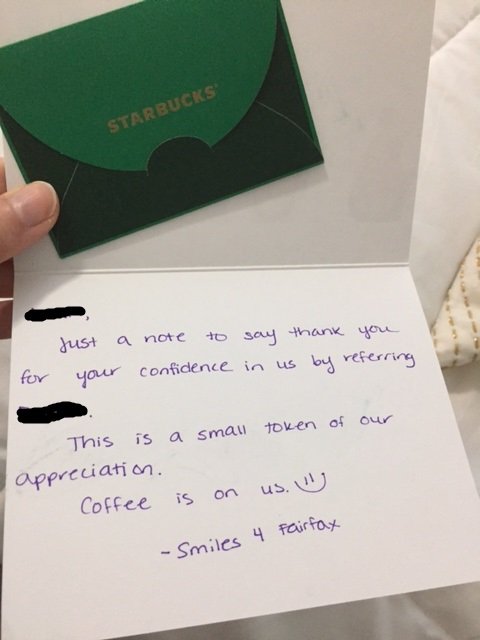 STARBUCKS
,
Just a note to say thank you
for your confidence in us by referring
.
This is a small token of our
appreciation.
Coffee is on us. :)
- Smiles 4 Fairfax